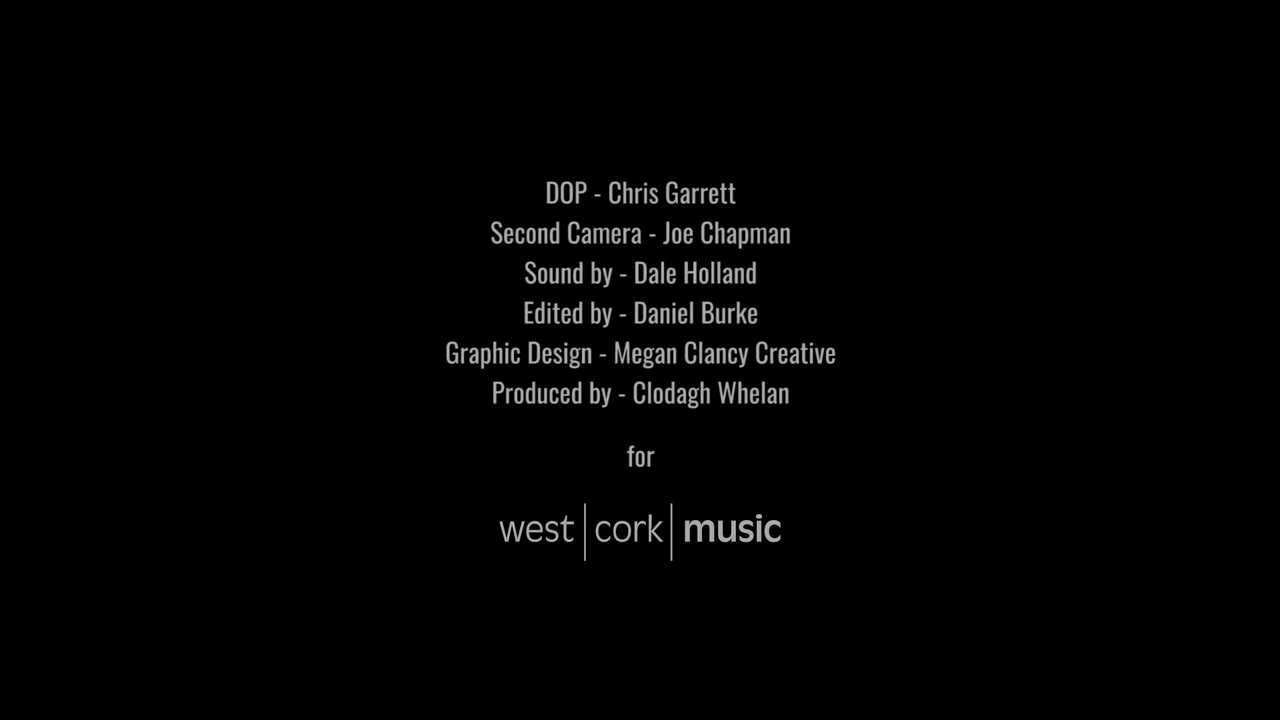 DOP - Chris Garrett
Second Camera - Joe Chapman
Sound by - Dale Holland
Edited by - Daniel Burke
Graphic Design - Megan Clancy Creative
Produced by - Clodagh Whelan
for
west|cork|music